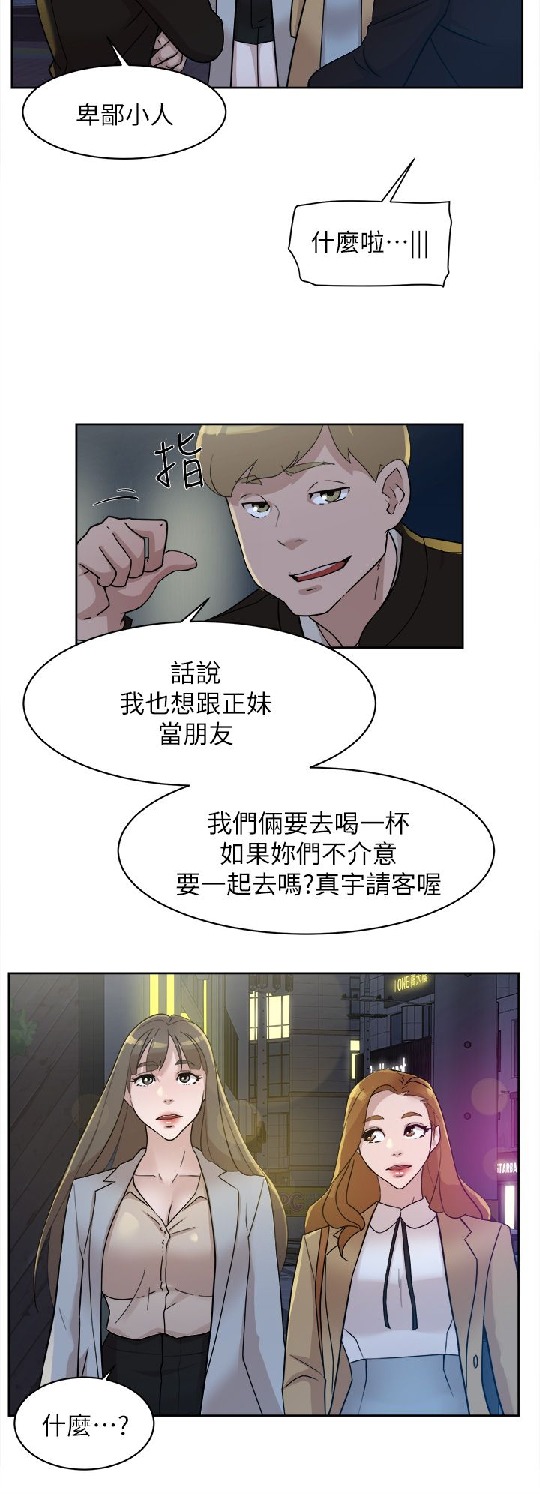 卑鄙小人
什麼啦…|||
指
話說
我也想跟正妹
當朋友
我們倆要去喝一杯
如果妳們不介意
要一起去嗎?真宇請客喔
IONE
什麼…?